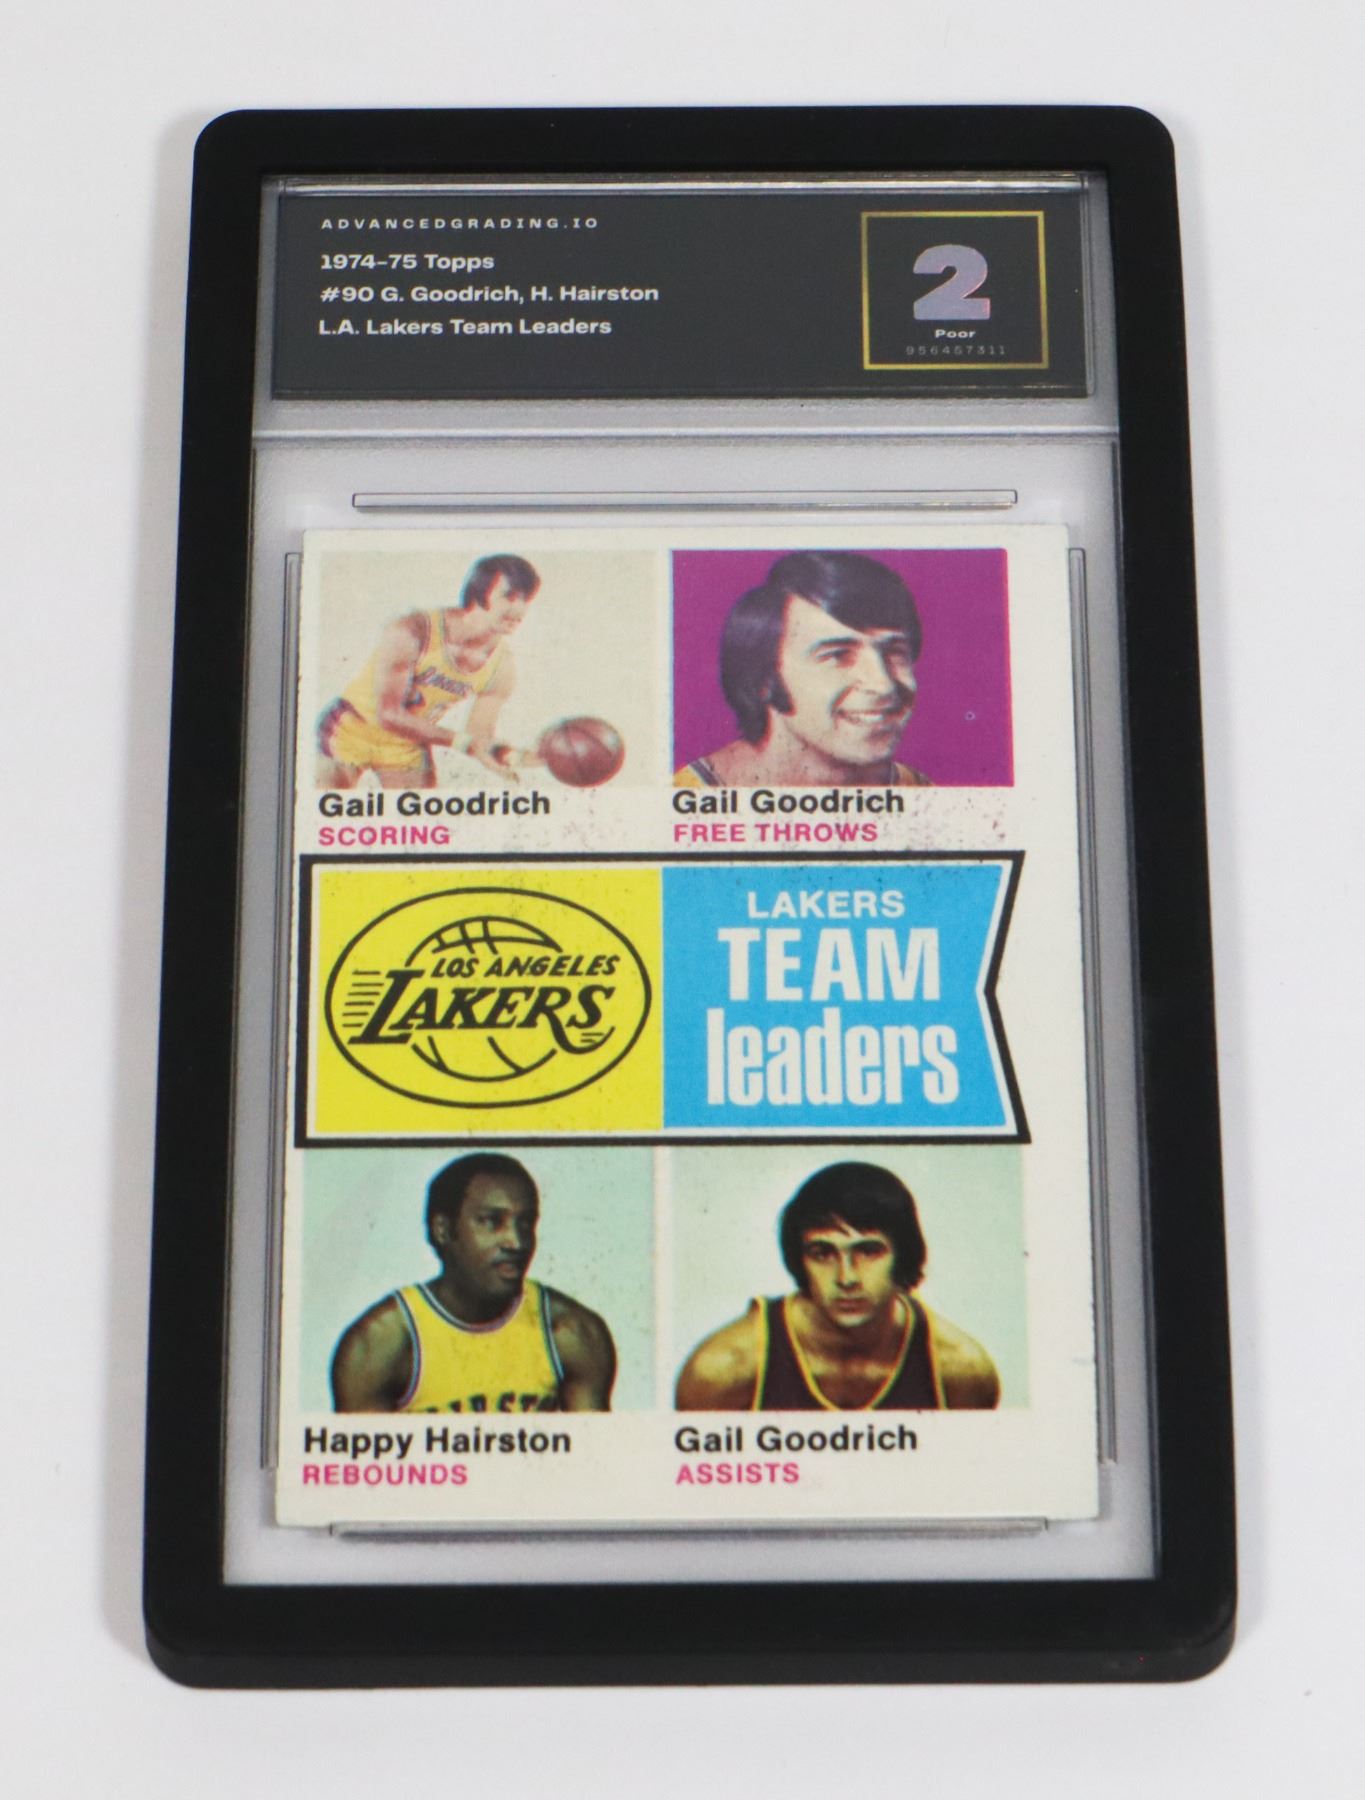 ADVANCEDGRADING.IO
1974-75 Topps
#90 G. Goodrich, H. Hairston
L.A. Lakers Team Leaders
2
Poor
956457311
LAKERS
Gail Goodrich
SCORING
Gail Goodrich
FREE THROWS
LOS ANGELES
LAKERS
LAKERS
TEAM
leaders
Happy Hairston
REBOUNDS
Gail Goodrich
ASSISTS